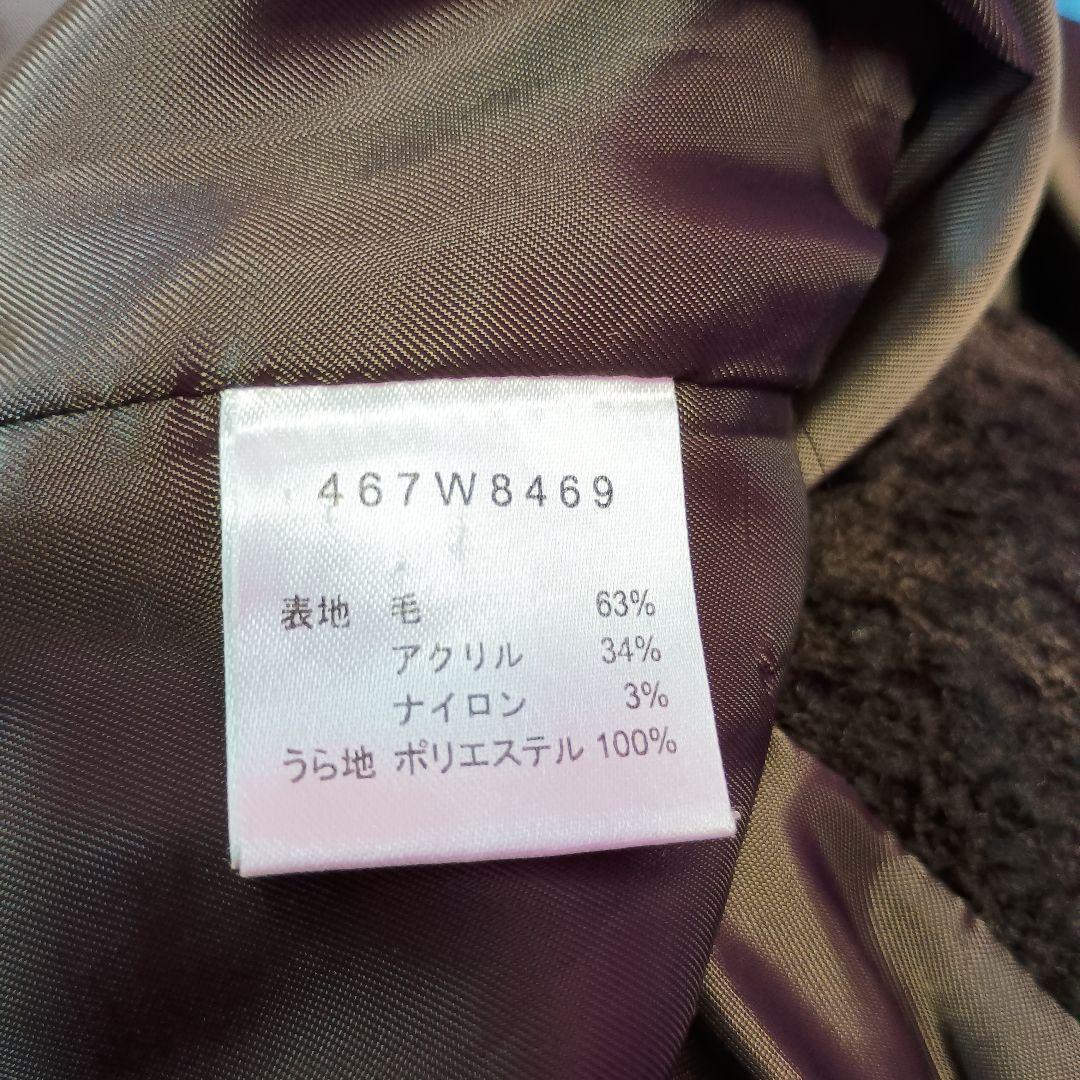 467W8469
表地 毛 63%
アクリル 34%
ナイロン 3%
うら地 ポリエステル 100%